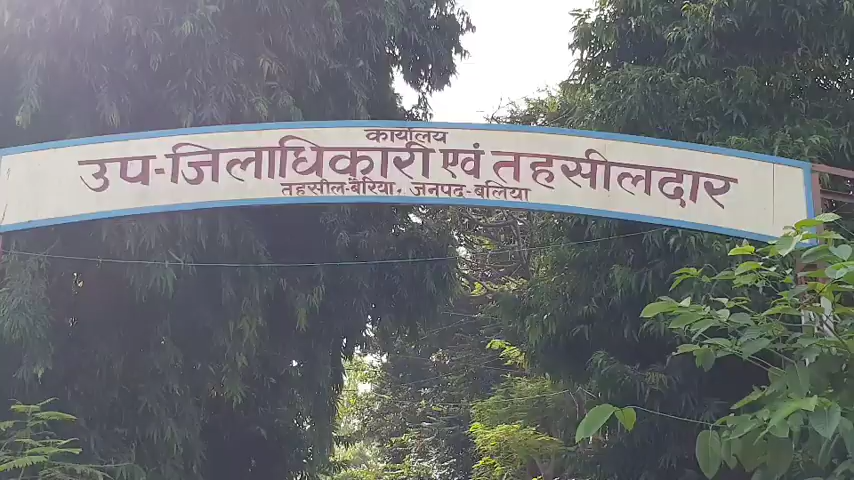 कार्यालय
उप-जिलाधिकारी एवं तहसीलदार
तहसील-बैरिया, जनपद-बलिया